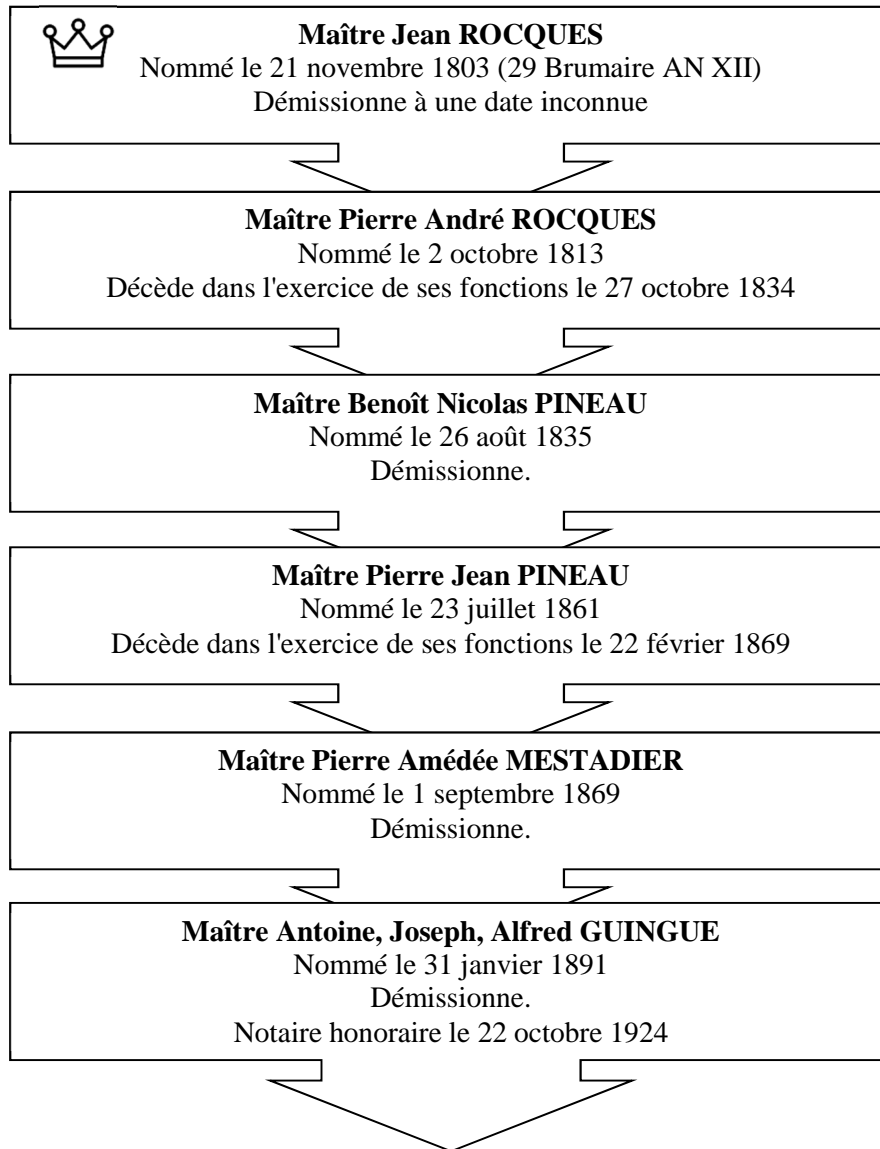 Maître Jean ROCQUES
Nommé le 21 novembre 1803 (29 Brumaire AN XII)
Démissionne à une date inconnue
Maître Pierre André ROCQUES
Nommé le 2 octobre 1813
Décède dans l'exercice de ses fonctions le 27 octobre 1834
Maître Benoît Nicolas PINEAU
Nommé le 26 août 1835
Démissionne.
Maître Pierre Jean PINEAU
Nommé le 23 juillet 1861
Décède dans l'exercice de ses fonctions le 22 février 1869
Maître Pierre Amédée MESTADIER
Nommé le 1 septembre 1869
Démissionne.
Maître Antoine, Joseph, Alfred GUINGUE
Nommé le 31 janvier 1891
Démissionne.
Notaire honoraire le 22 octobre 1924